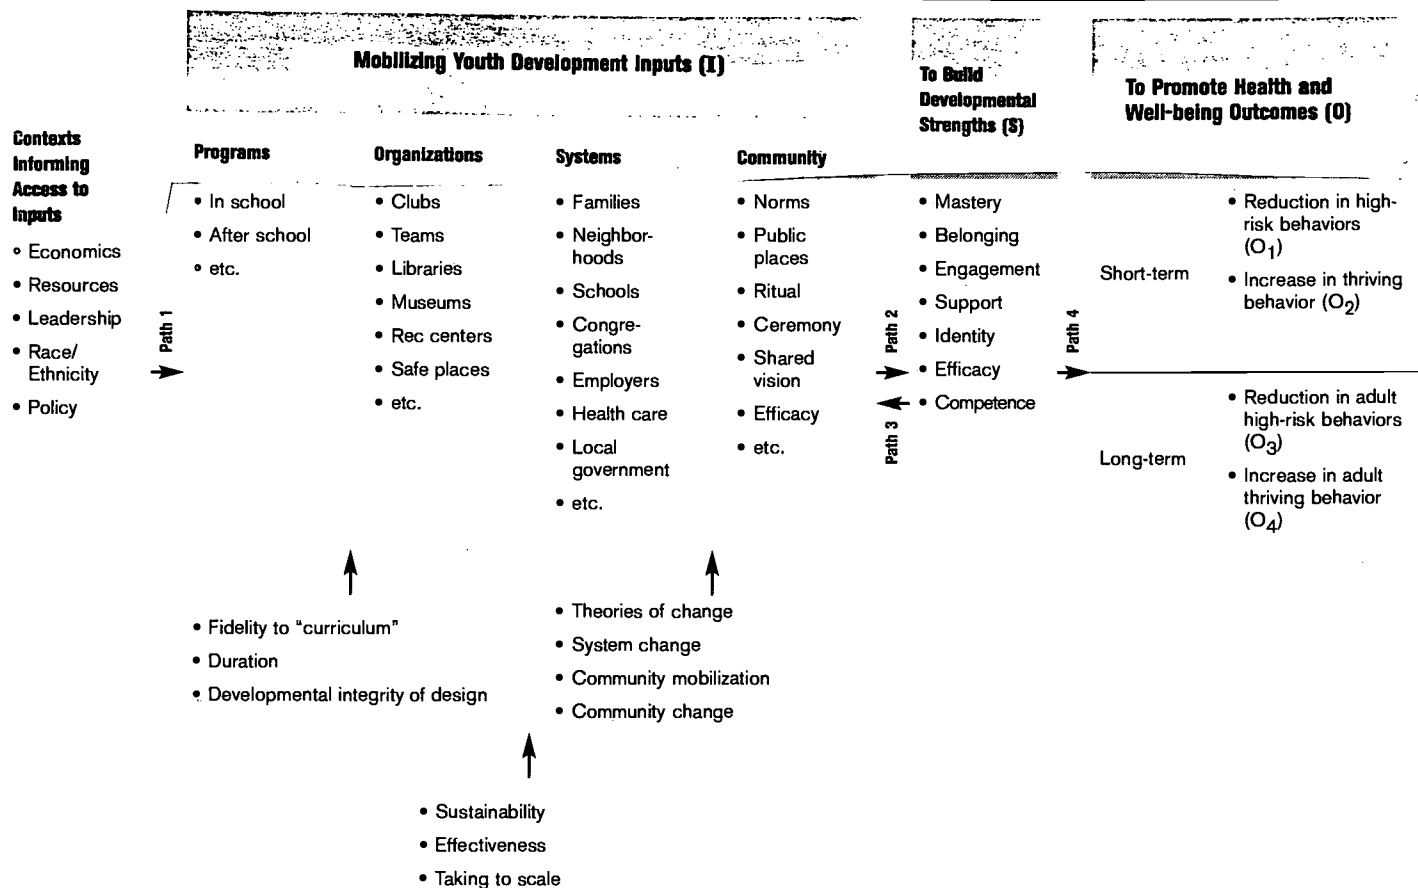 Mobilizing Youth Development Inputs (I)
To Build
Developmental
Strengths (S)
To Promote Health and
Well-being Outcomes (O)
Contexts
Informing
Access to
Inputs
• Economics
• Resources
• Leadership
• Race/
Ethnicity
• Policy
Path 1
Programs
• In school
• After school
• etc.
Organizations
• Clubs
• Teams
• Libraries
• Museums
• Rec centers
• Safe places
• etc.
Systems
• Families
• Neighbor-
hoods
• Schools
• Congre-
gations
• Employers
• Health care
• Local
government
• etc.
Community
• Norms
• Public
places
• Ritual
• Ceremony
• Shared
vision
• Efficacy
• etc.
Path 2
Path 3
• Mastery
• Belonging
• Engagement
• Support
• Identity
• Efficacy
• Competence
Path 4
Short-term
• Reduction in high-
risk behaviors
(O1)
• Increase in thriving
behavior (O2)
Long-term
• Reduction in adult
high-risk behaviors
(O3)
• Increase in adult
thriving behavior
(O4)
• Fidelity to "curriculum"
• Duration
• Developmental integrity of design
• Theories of change
• System change
• Community mobilization
• Community change
• Sustainability
• Effectiveness
• Taking to scale